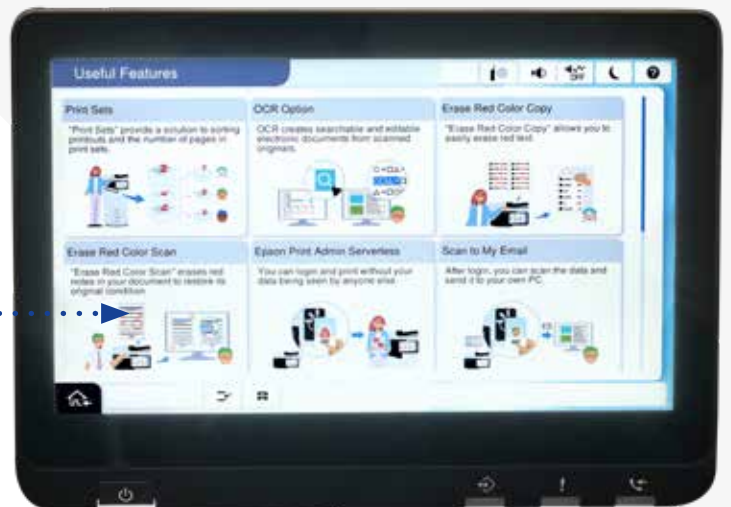 Useful Features
Print Sets
"Print Sets" provide a solution to sorting
printouts and the number of pages in
print sets.
OCR Option
OCR creates searchable and editable
electronic documents from scanned
originals.
Erase Red Color Copy
"Erase Red Color Copy" allows you to
easily erase red text.
Erase Red Color Scan
"Erase Red Color Scan" erases red
notes in your document to restore its
original condition
Epson Print Admin Serverless
You can login and print without your
data being seen by anyone else.
Scan to My Email
After login, you can scan the data and
send it to your own PC.